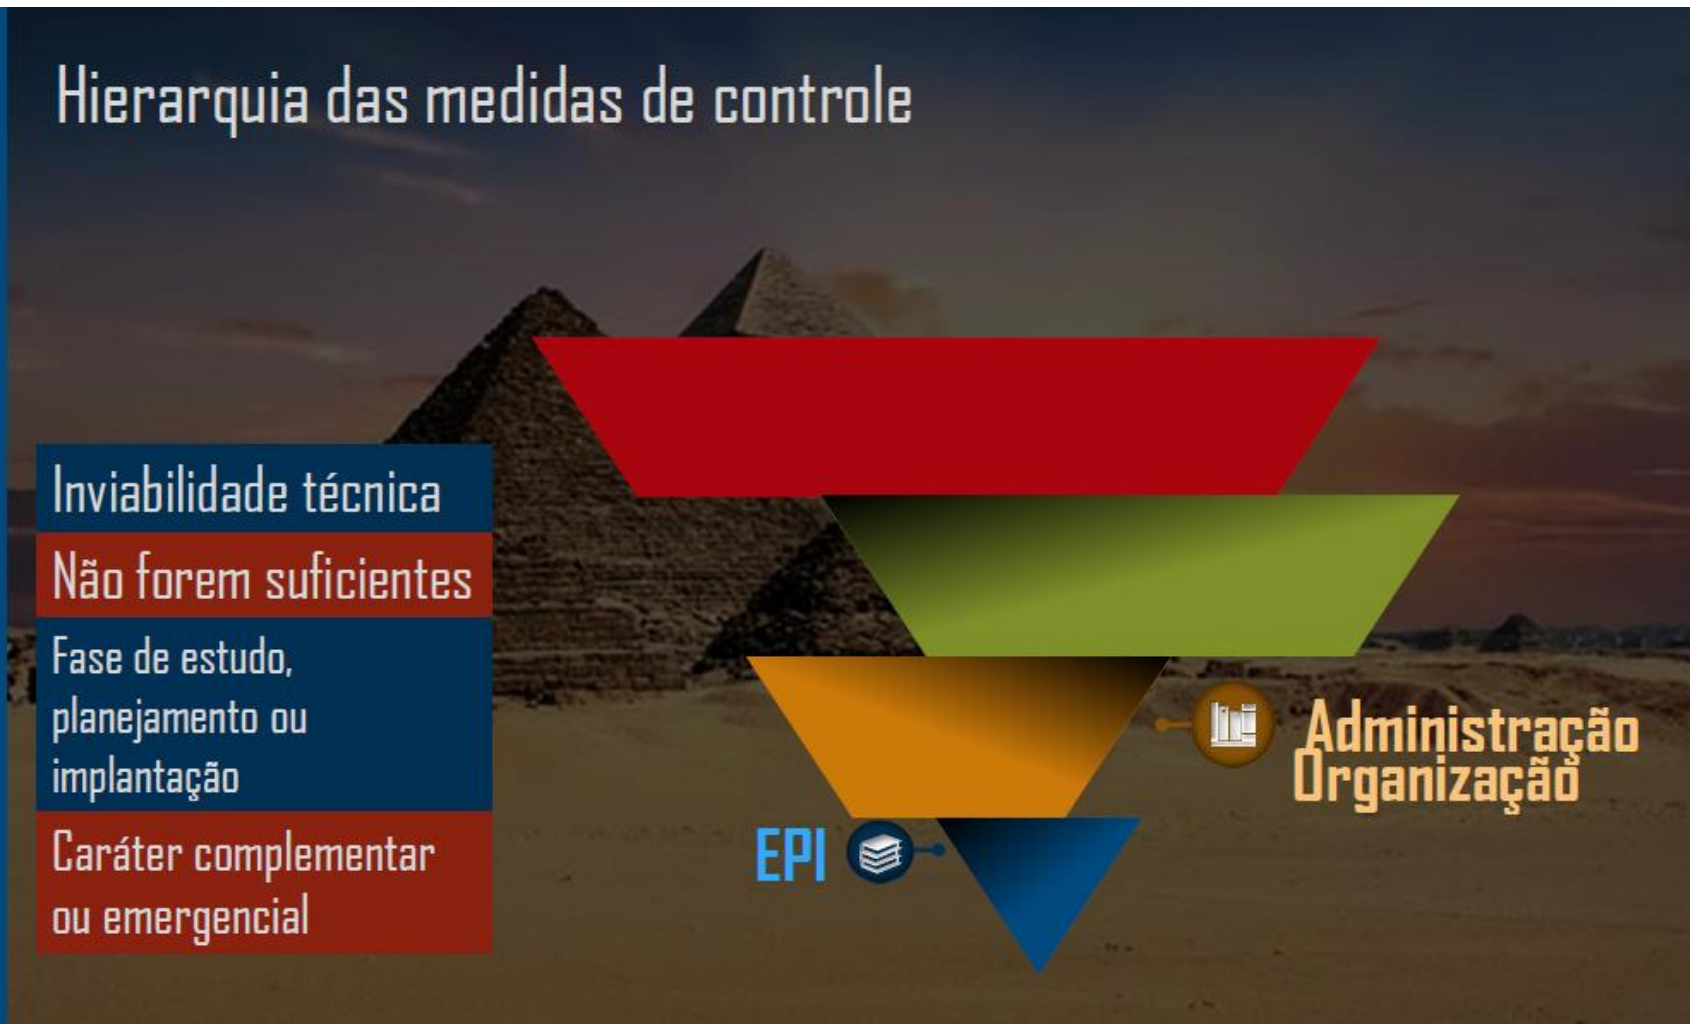 Hierarquia das medidas de controle
Inviabilidade técnica
Não forem suficientes
Fase de estudo,
planejamento ou
implantação
Caráter complementar
ou emergencial
Administração
Organização
EPI